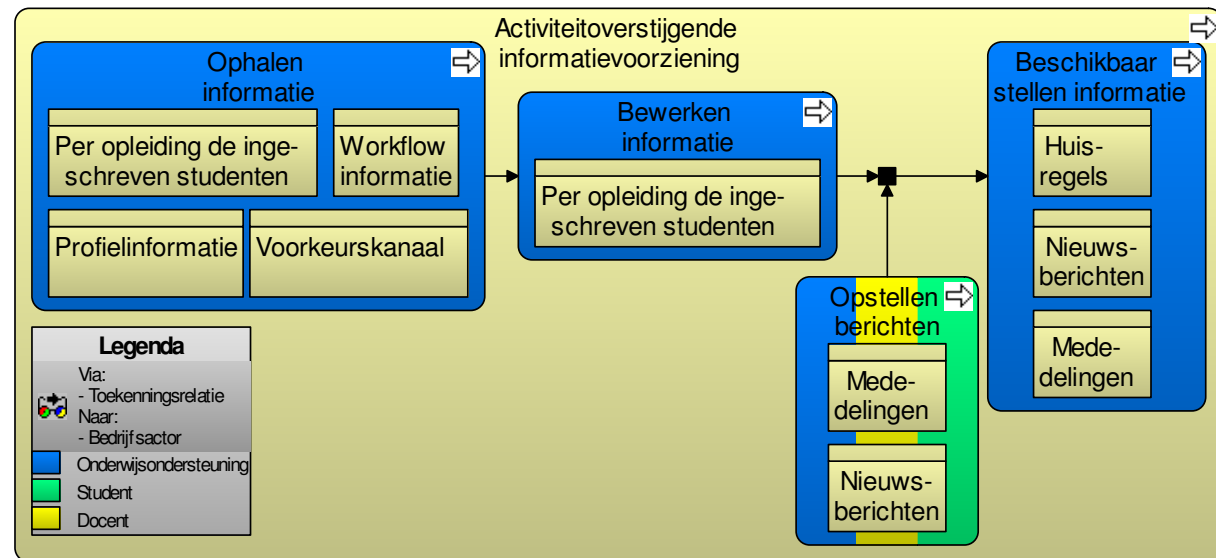 Activiteitoverstijgende
informatievoorziening
Ophalen
informatie
Per opleiding de inge-
schreven studenten
Workflow
informatie
Profielinformatie
Voorkeurskanaal
Bewerken
informatie
Per opleiding de inge-
schreven studenten
Opstellen
berichten
Mede-
delingen
Nieuws-
berichten
Beschikbaar
stellen informatie
Huis-
regels
Nieuws-
berichten
Mede-
delingen
Legenda
Via:
- Toekenningsrelatie
Naar:
- Bedrijfsactor
Onderwijsondersteuning
Student
Docent